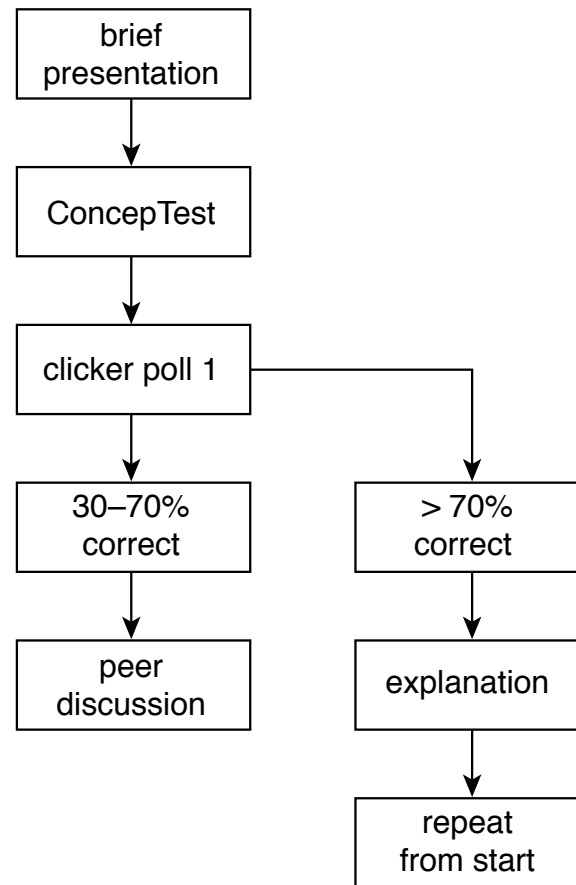 brief
presentation
ConcepTest
clicker poll 1
30–70%
correct
> 70%
correct
peer
discussion
explanation
repeat
from start